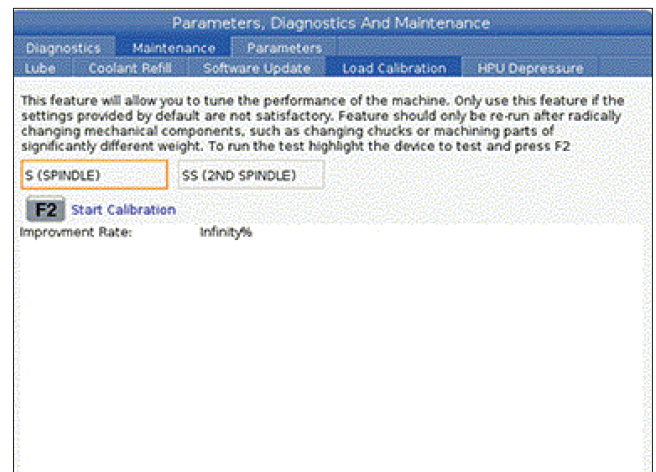 Parameters, Diagnostics And Maintenance
Diagnostics Maintenance Parameters
Lube Coolant Refill Software Update Load Calibration HPU Depressure
This feature will allow you to tune the performance of the machine. Only use this feature if the
settings provided by default are not satisfactory. Feature should only be re-run after radically
changing mechanical components, such as changing chucks or machining parts of
significantly different weight. To run the test highlight the device to test and press F2
S (SPINDLE) SS (2ND SPINDLE)
F2 Start Calibration
Improvment Rate: Infinity%